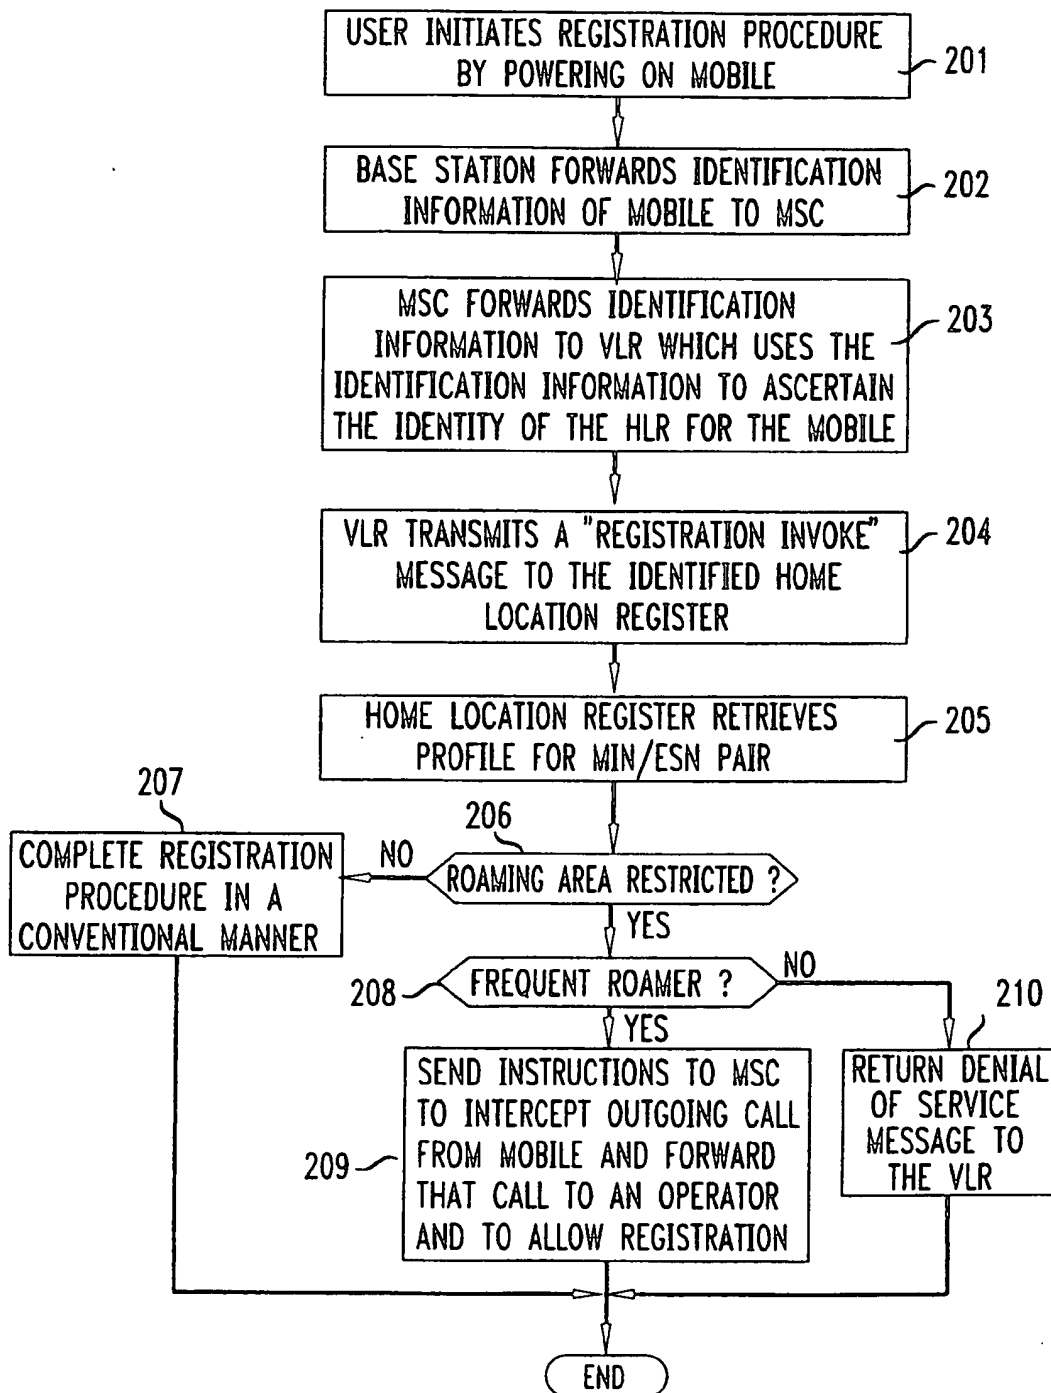 USER INITIATES REGISTRATION PROCEDURE
BY POWERING ON MOBILE
201
BASE STATION FORWARDS IDENTIFICATION
INFORMATION OF MOBILE TO MSC
202
MSC FORWARDS IDENTIFICATION
INFORMATION TO VLR WHICH USES THE
IDENTIFICATION INFORMATION TO ASCERTAIN
THE IDENTITY OF THE HLR FOR THE MOBILE
203
VLR TRANSMITS A "REGISTRATION INVOKE"
MESSAGE TO THE IDENTIFIED HOME
LOCATION REGISTER
204
HOME LOCATION REGISTER RETRIEVES
PROFILE FOR MIN/ESN PAIR
205
206
ROAMING AREA RESTRICTED ?
NO
207
COMPLETE REGISTRATION
PROCEDURE IN A
CONVENTIONAL MANNER
YES
208
FREQUENT ROAMER ?
NO
210
RETURN DENIAL
OF SERVICE
MESSAGE TO
THE VLR
YES
209
SEND INSTRUCTIONS TO MSC
TO INTERCEPT OUTGOING CALL
FROM MOBILE AND FORWARD
THAT CALL TO AN OPERATOR
AND TO ALLOW REGISTRATION
END